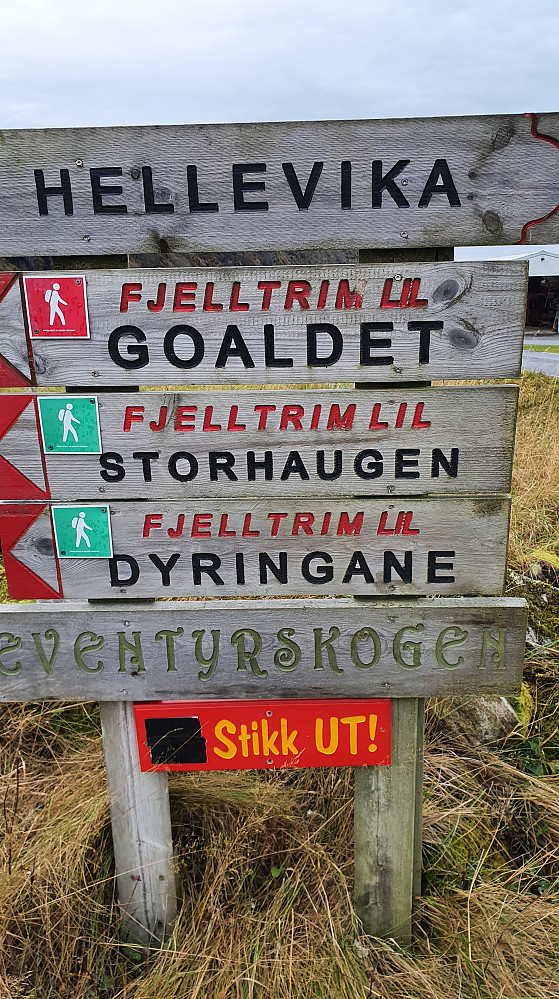 HELLEVIKA
FJELLTRIM LIL
GOALDET
FJELLTRIM LIL
STORHAUGEN
FJELLTRIM LIL
DYRINGANE
EVENTYRSKOGEN
Stikk UT!